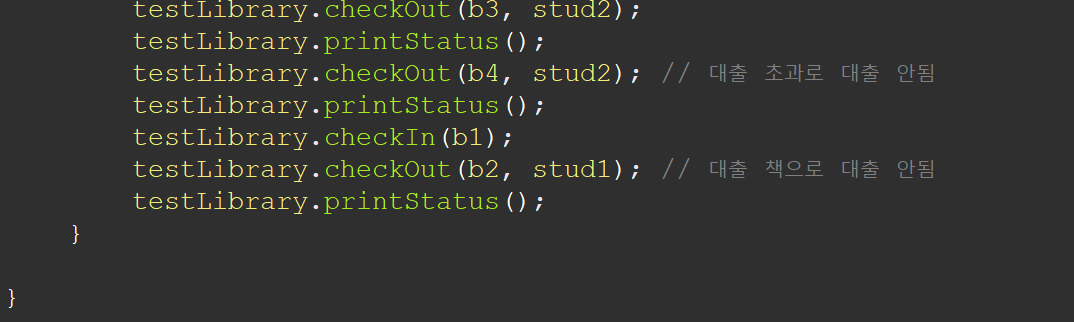 testLibrary.checkOut(b3, stud2);
testLibrary.printStatus();
testLibrary.checkOut(b4, stud2); // 대출 초과로 대출 안됨
testLibrary.printStatus();
testLibrary.checkIn(b1);
testLibrary.checkOut(b2, stud1); // 대출 책으로 대출 안됨
testLibrary.printStatus();
}
}